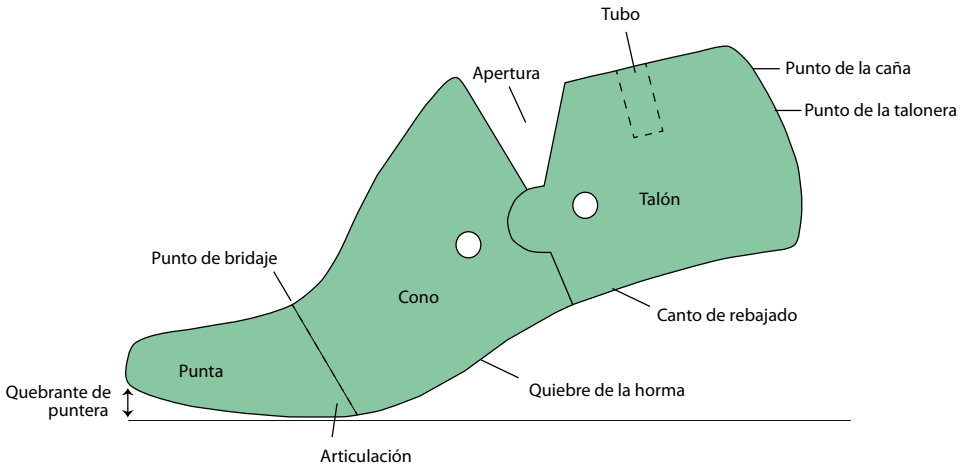 Tubo
Apertura
Punto de la caña
Punto de la talonera
Talón
Punto de bridaje
Cono
Canto de rebajado
Punta
Quebrante de
puntera
Quiebre de la horma
Articulación